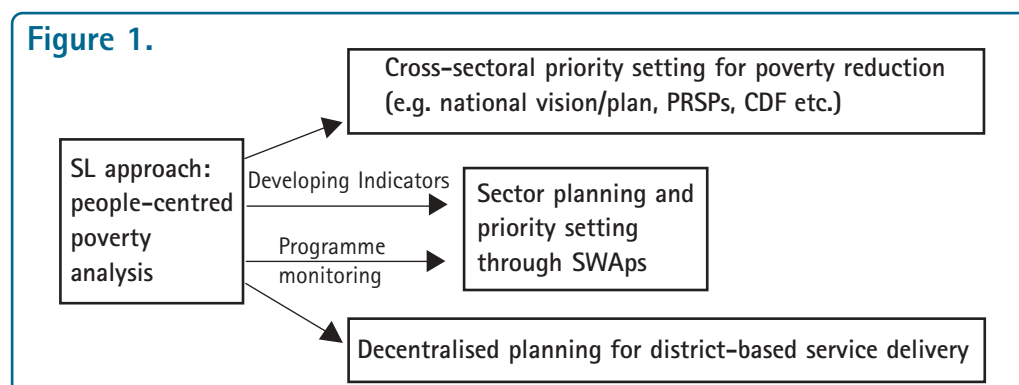 Figure 1.
Cross-sectoral priority setting for poverty reduction
(e.g. national vision/plan, PRSPs, CDF etc.)
SL approach:
people-centred
poverty
analysis
Developing Indicators
Programme
monitoring
Sector planning and
priority setting
through SWAps
Decentralised planning for district-based service delivery